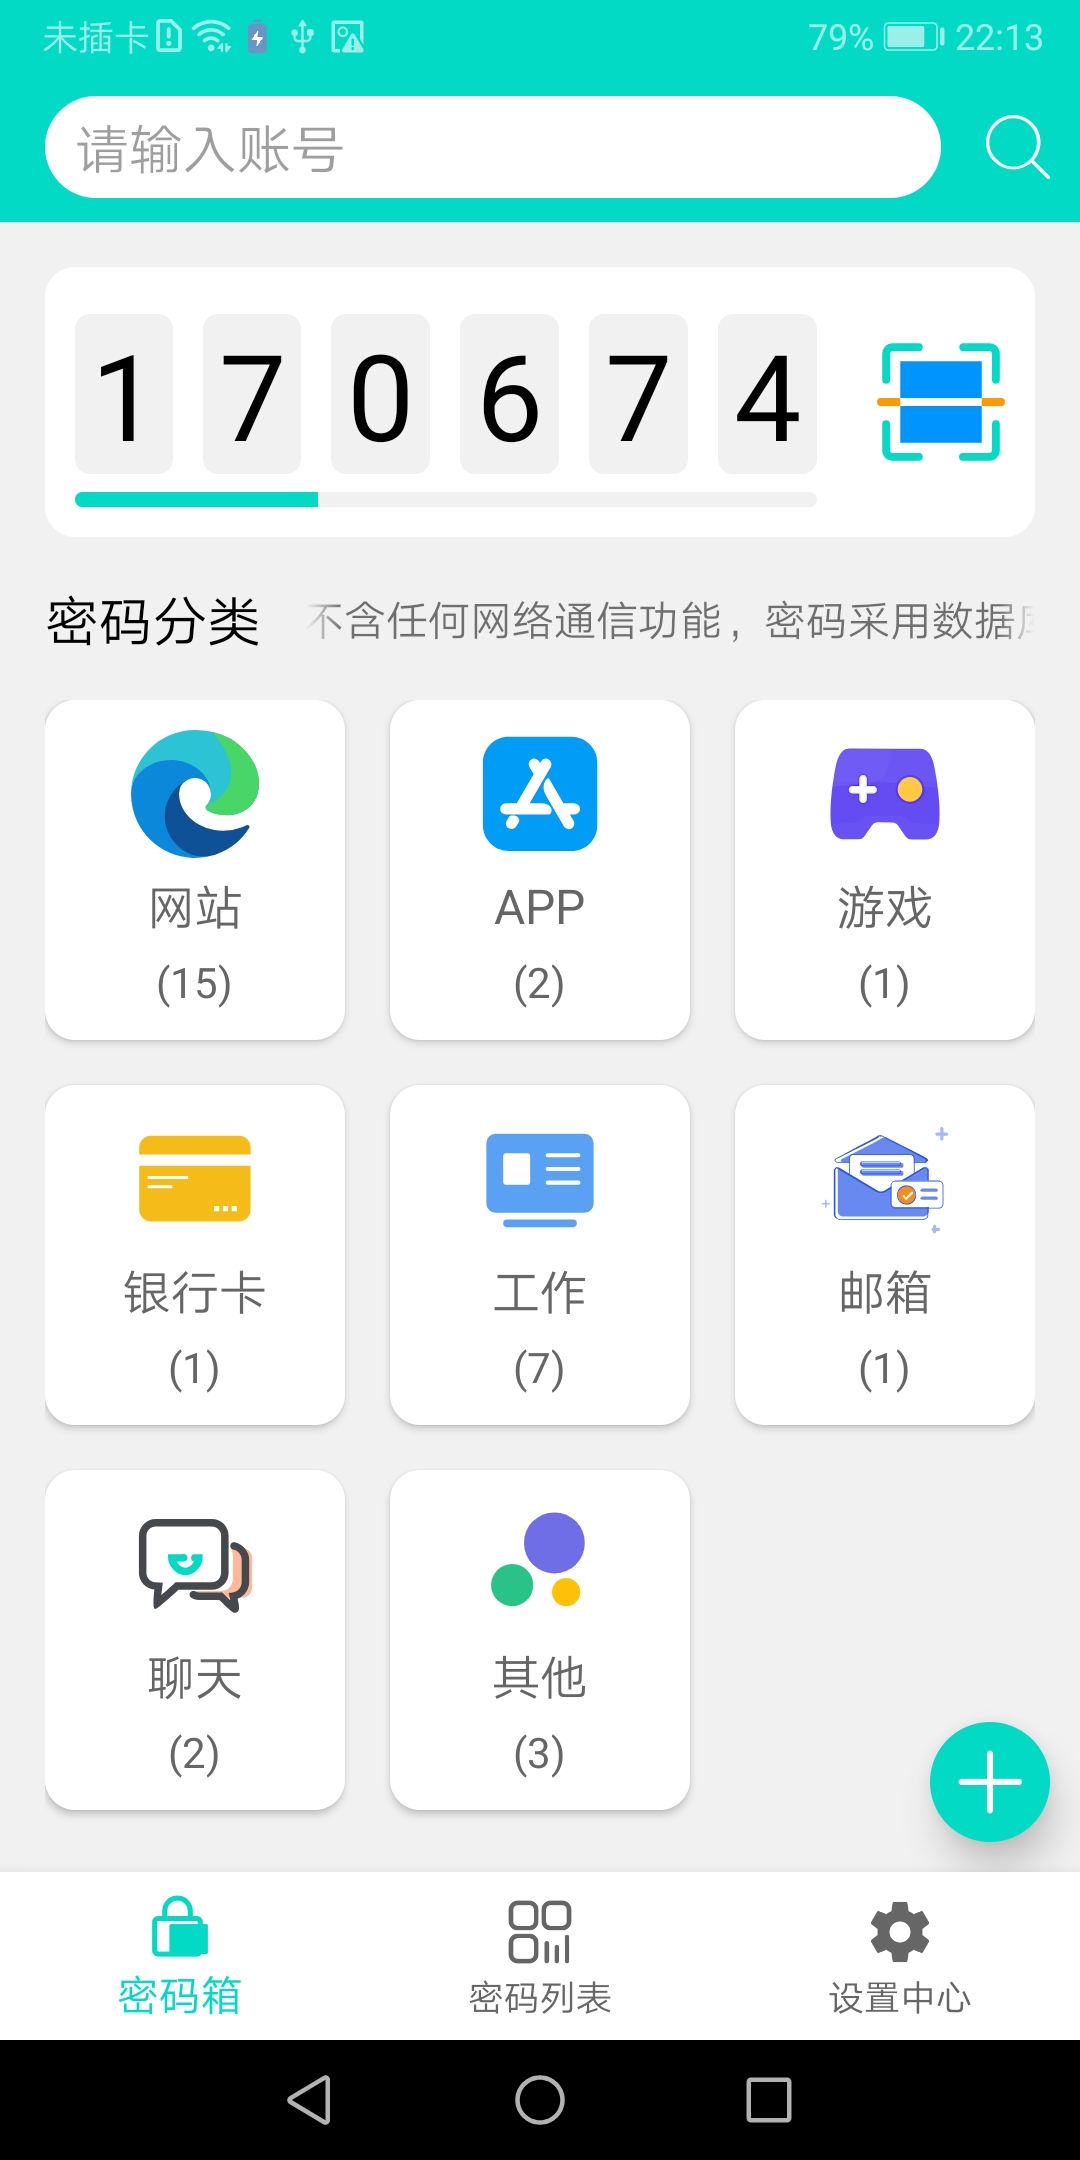 未插卡 79% 22:13
请输入账号
1 7 0 6 7 4
密码分类 不含任何网络通信功能，密码采用数据
网站 APP 游戏
(15) (2) (1)
银行卡 工作 邮箱
(1) (7) (1)
聊天 其他
(2) (3)
密码箱 密码列表 设置中心